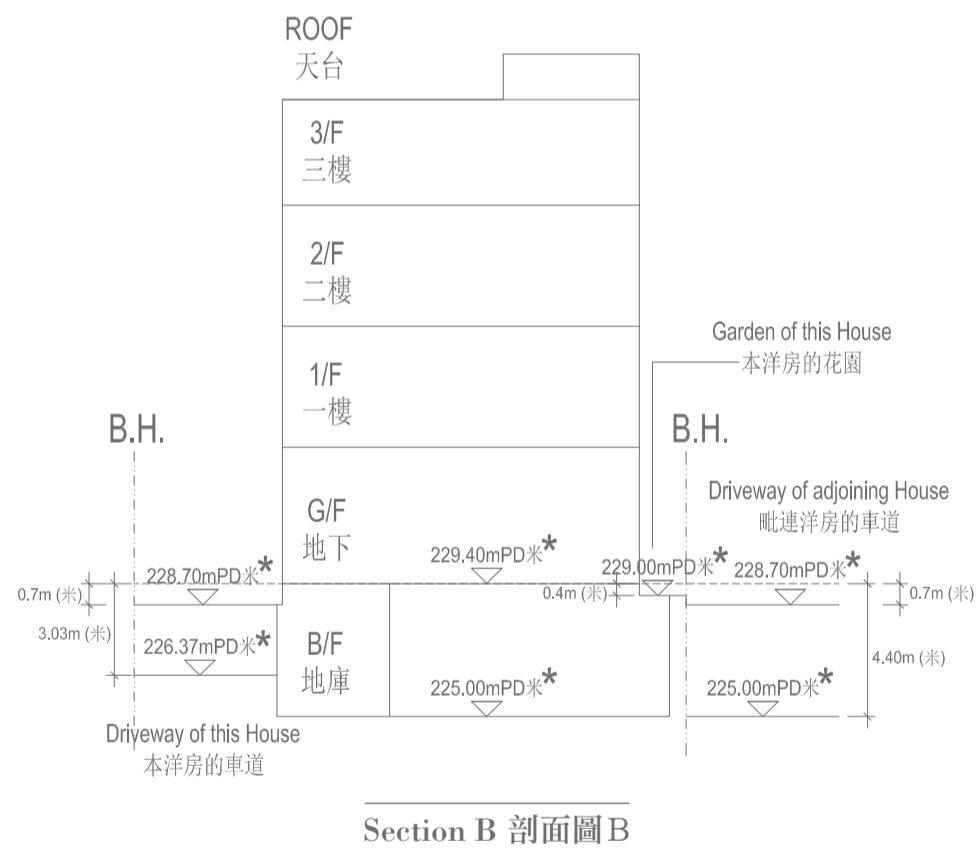 ROOF
天台
3/F
三樓
2/F
二樓
Garden of this House
本洋房的花園
1/F
一樓
B.H.
B.H.
Driveway of adjoining House
毗連洋房的車道
G/F
地下
229.40mPD米*
228.70mPD米*
229.00mPD米*
228.70mPD米*
0.7m (米)
0.4m (米)
0.7m (米)
3.03m (米)
226.37mPD米*
B/F
地庫
4.40m (米)
225.00mPD米*
225.00mPD米*
Driveway of this House
本洋房的車道
Section B 剖面圖B